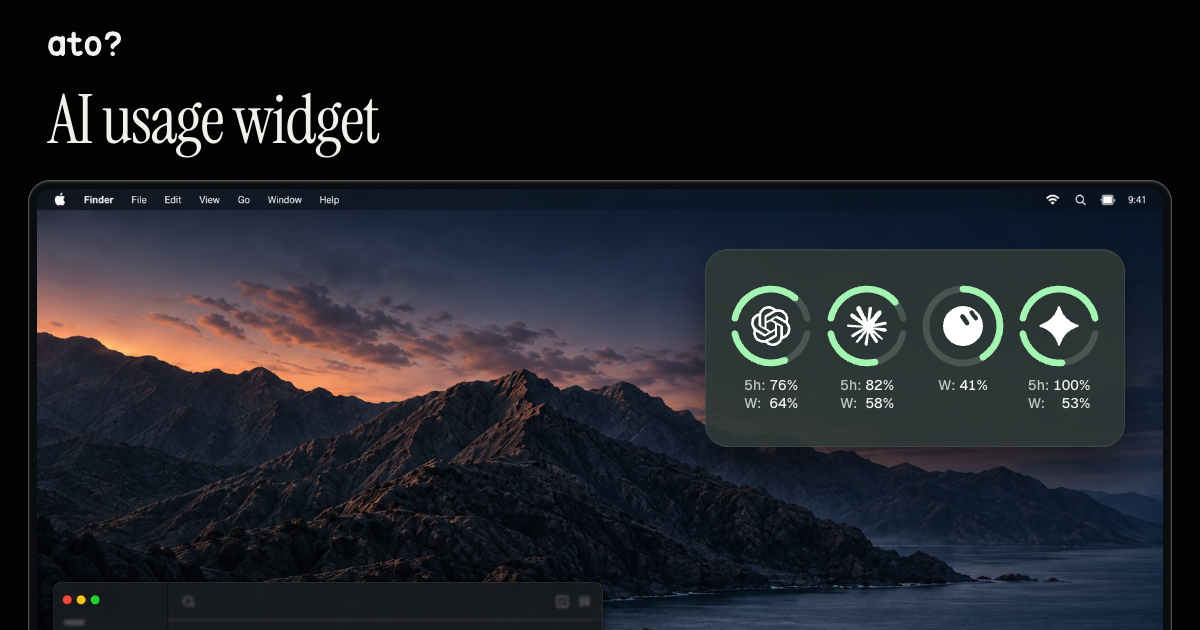 ato?
AI usage widget
Finder File Edit View Go Window Help 9:41
5h: 76% 5h: 82% W: 41% 5h: 100%
W: 64% W: 58% W: 53%